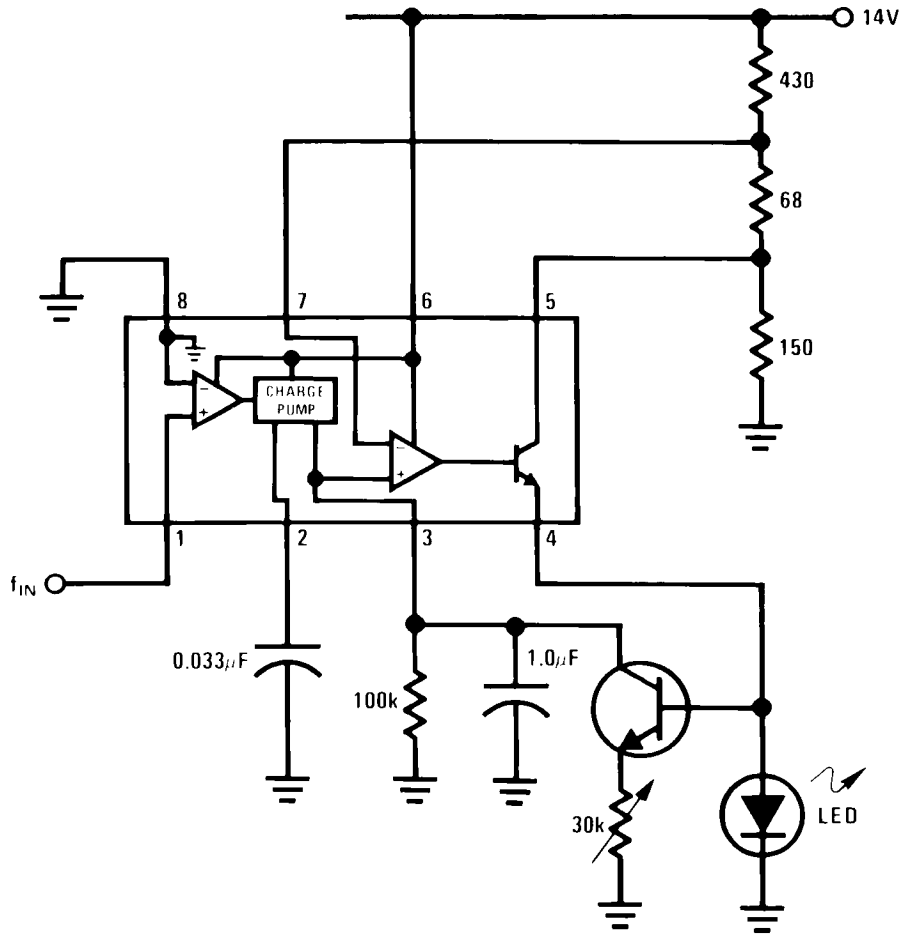 14V
430
68
8 7 6 5
150
CHARGE
PUMP
− +
− +
1 2 3 4
fIN
0.033μF
100k
1.0μF
30k
LED